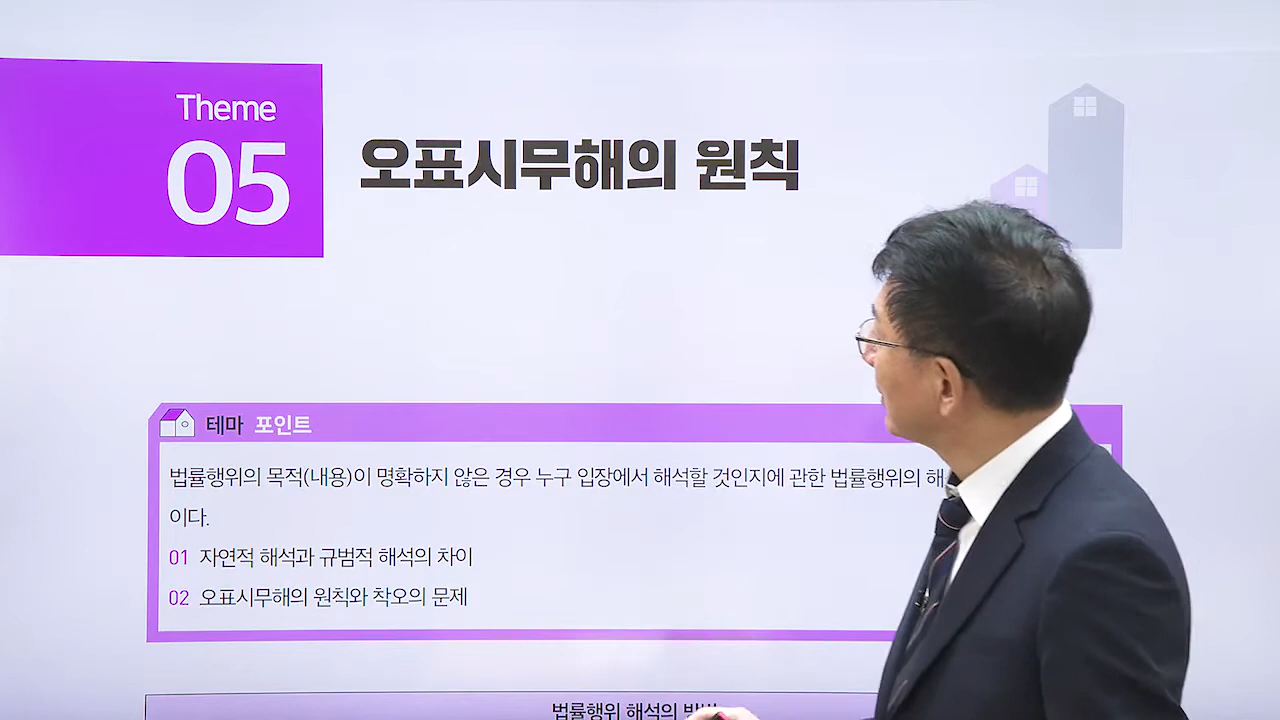 Theme
05
오표시무해의 원칙
테마 포인트
법률행위의 목적(내용)이 명확하지 않은 경우 누구 입장에서 해석할 것인지에 관한 법률행위의 해
이다.
01 자연적 해석과 규범적 해석의 차이
02 오표시무해의 원칙와 착오의 문제
법률행위 해석의